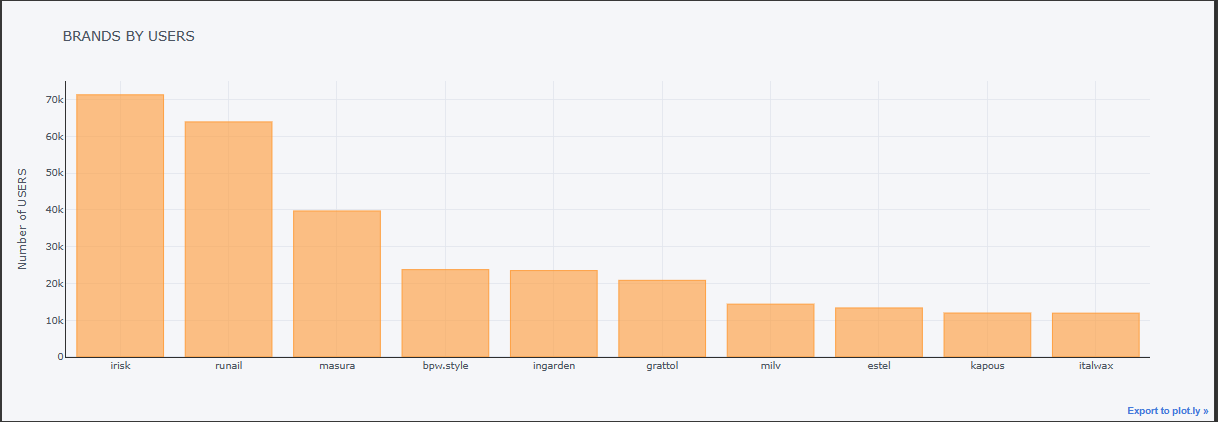 BRANDS BY USERS
Number of USERS
70k
60k
50k
40k
30k
20k
10k
0
irisk runail masura bpw.style ingarden grattol milv estel kapous italwax
Export to plot.ly »